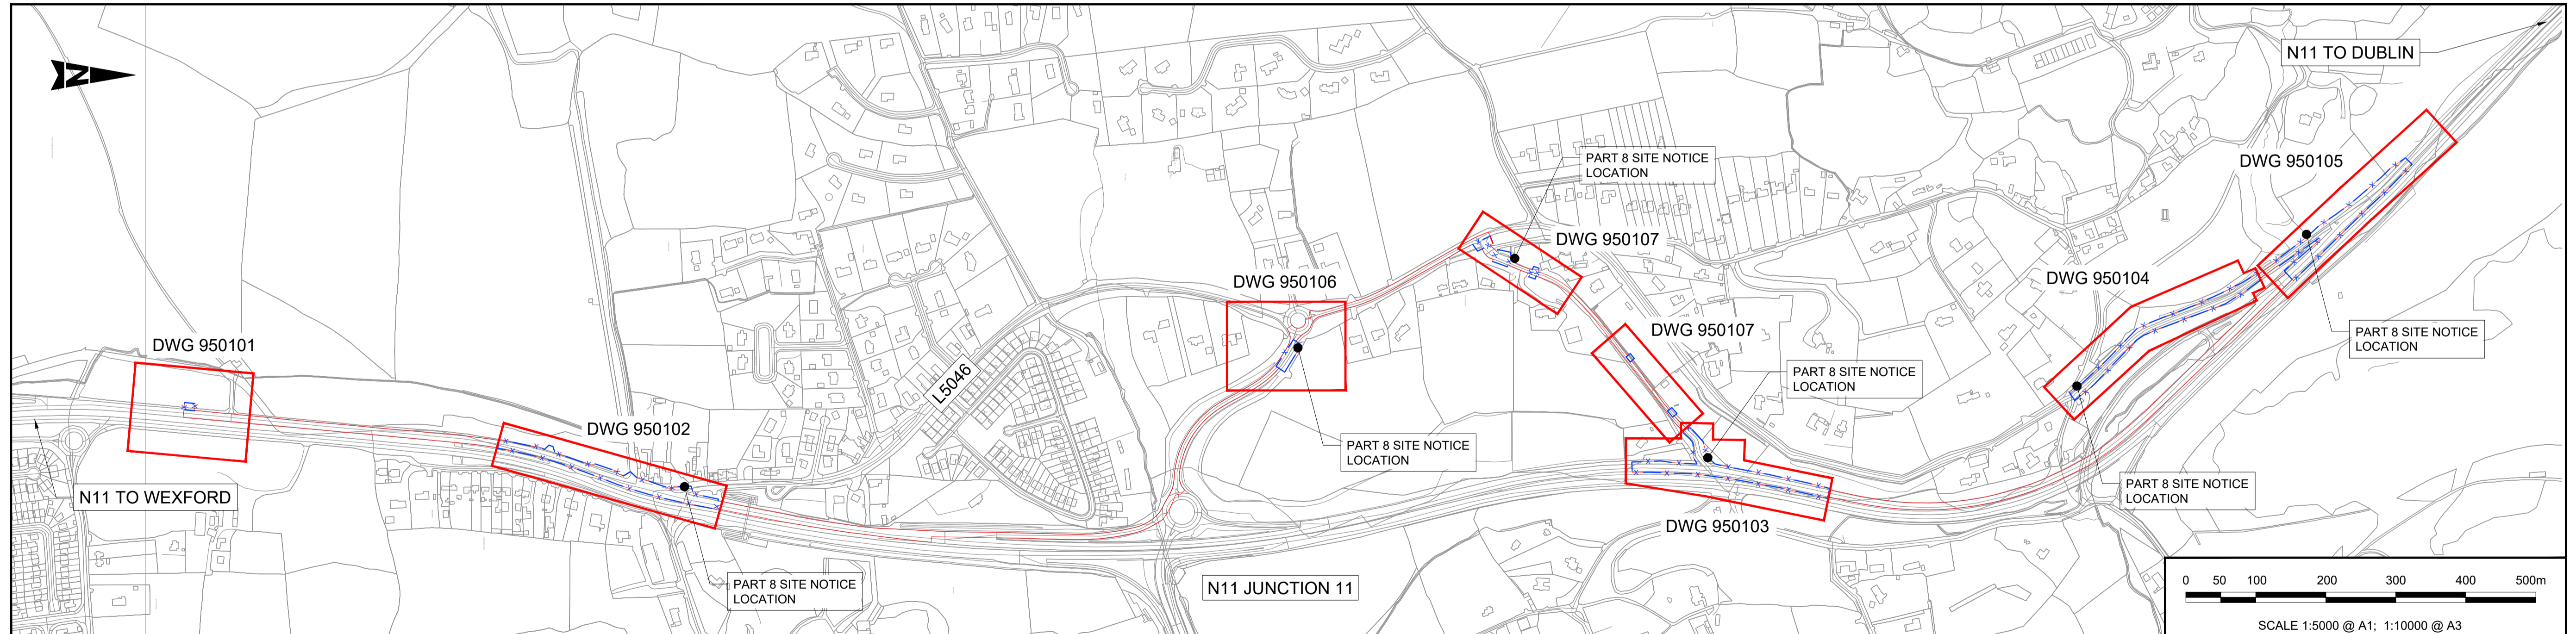 N
N11 TO DUBLIN
PART 8 SITE NOTICE
LOCATION
DWG 950105
DWG 950107
DWG 950104
DWG 950106
DWG 950107
PART 8 SITE NOTICE
LOCATION
DWG 950101
PART 8 SITE NOTICE
LOCATION
L5046
DWG 950102
PART 8 SITE NOTICE
LOCATION
N11 TO WEXFORD
PART 8 SITE NOTICE
LOCATION
DWG 950103
PART 8 SITE NOTICE
LOCATION
N11 JUNCTION 11
0 50 100 200 300 400 500m
SCALE 1:5000 @ A1; 1:10000 @ A3